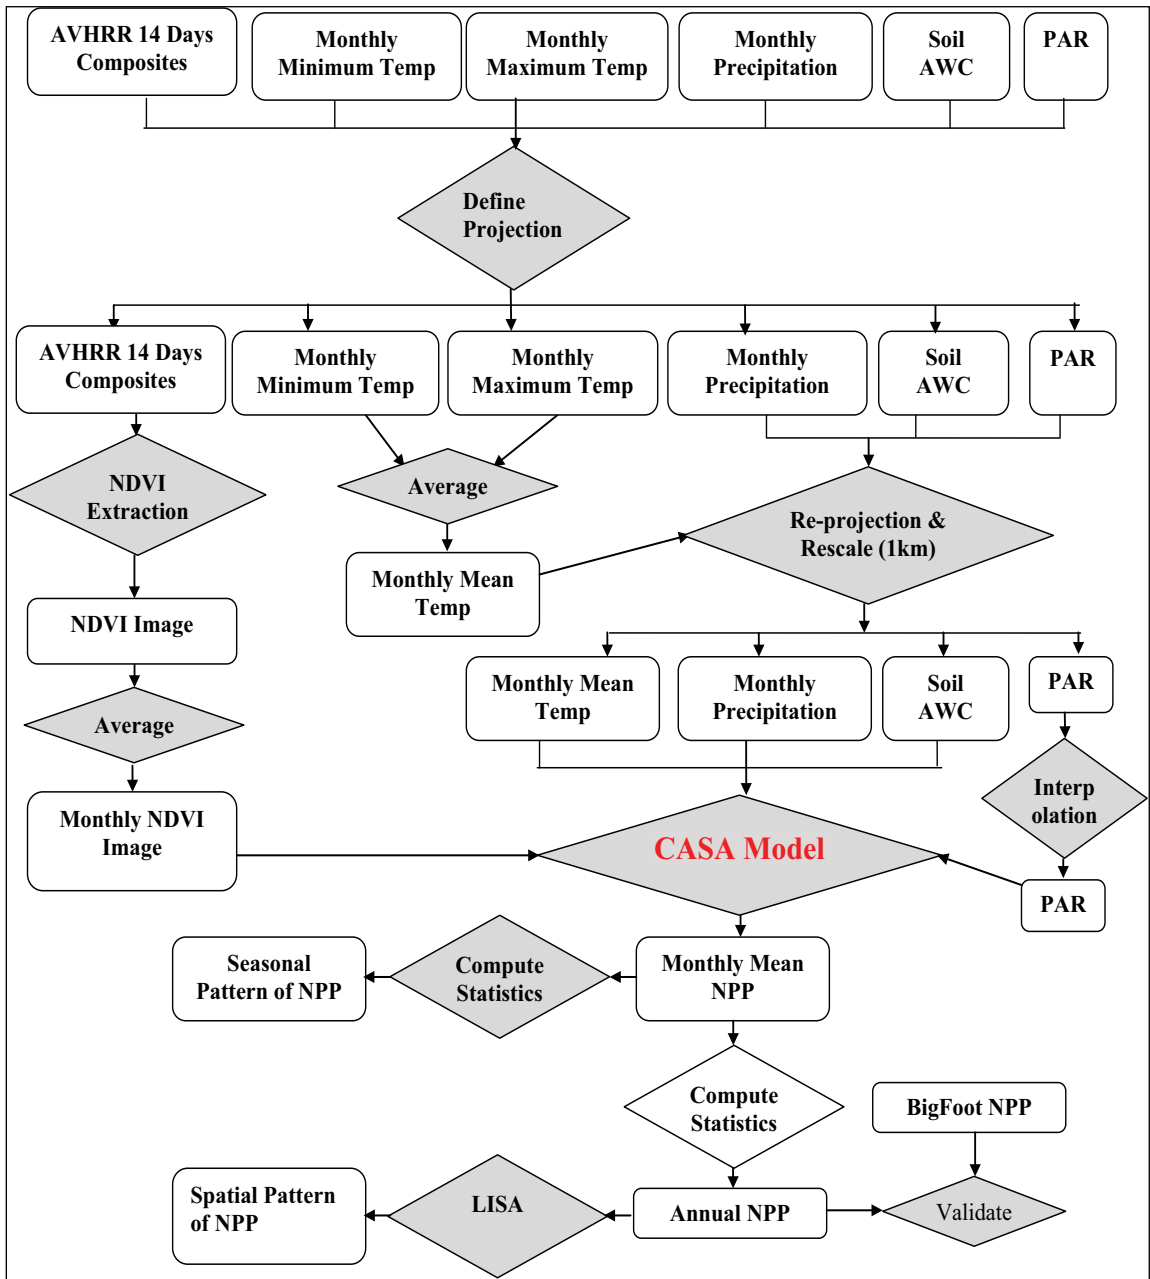 AVHRR 14 Days
Composites
Monthly
Minimum Temp
Monthly
Maximum Temp
Monthly
Precipitation
Soil
AWC
PAR
Define
Projection
AVHRR 14 Days
Composites
Monthly
Minimum Temp
Monthly
Maximum Temp
Monthly
Precipitation
Soil
AWC
PAR
NDVI
Extraction
Average
Re-projection &
Rescale (1km)
Monthly Mean
Temp
NDVI Image
Monthly Mean
Temp
Monthly
Precipitation
Soil
AWC
PAR
Average
Interp
olation
Monthly NDVI
Image
CASA Model
PAR
Seasonal
Pattern of NPP
Compute
Statistics
Monthly Mean
NPP
Compute
Statistics
BigFoot NPP
Spatial Pattern
of NPP
LISA
Annual NPP
Validate